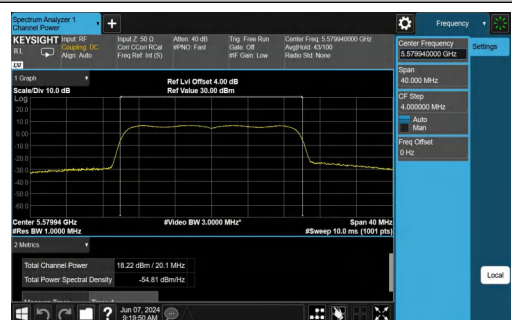 Spectrum Analyzer 1
Channel Power
Frequency
KEYSIGHT
Input: RF
Input Z: 50 Ω
Atten: 40 dB
Trig: Free Run
Center Freq: 5.579940000 GHz
RL
Coupling: DC
Corr CCorr RCal
#PNO: Fast
Gate: Off
Avg|Hold: 43/100
Align: Auto
Freq Ref: Int (S)
#IF Gain: Low
Radio Std: None
LXI
Center Frequency
5.579940000 GHz
Settings
Span
40.000 MHz
CF Step
4.000000 MHz
Auto
Man
Freq Offset
0 Hz
1 Graph
Scale/Div 10.0 dB
Ref Lvl Offset 4.00 dB
Ref Value 30.00 dBm
Log
20.0
10.0
0.00
-10.0
-20.0
-30.0
-40.0
-50.0
-60.0
Center 5.57994 GHz
#Video BW 3.0000 MHz*
Span 40 MHz
#Res BW 1.0000 MHz
#Sweep 10.0 ms (1001 pts)
2 Metrics
Total Channel Power
18.22 dBm / 20.1 MHz
Total Power Spectral Density
-54.81 dBm/Hz
Local
?
Jun 07, 2024
9:19:50 AM